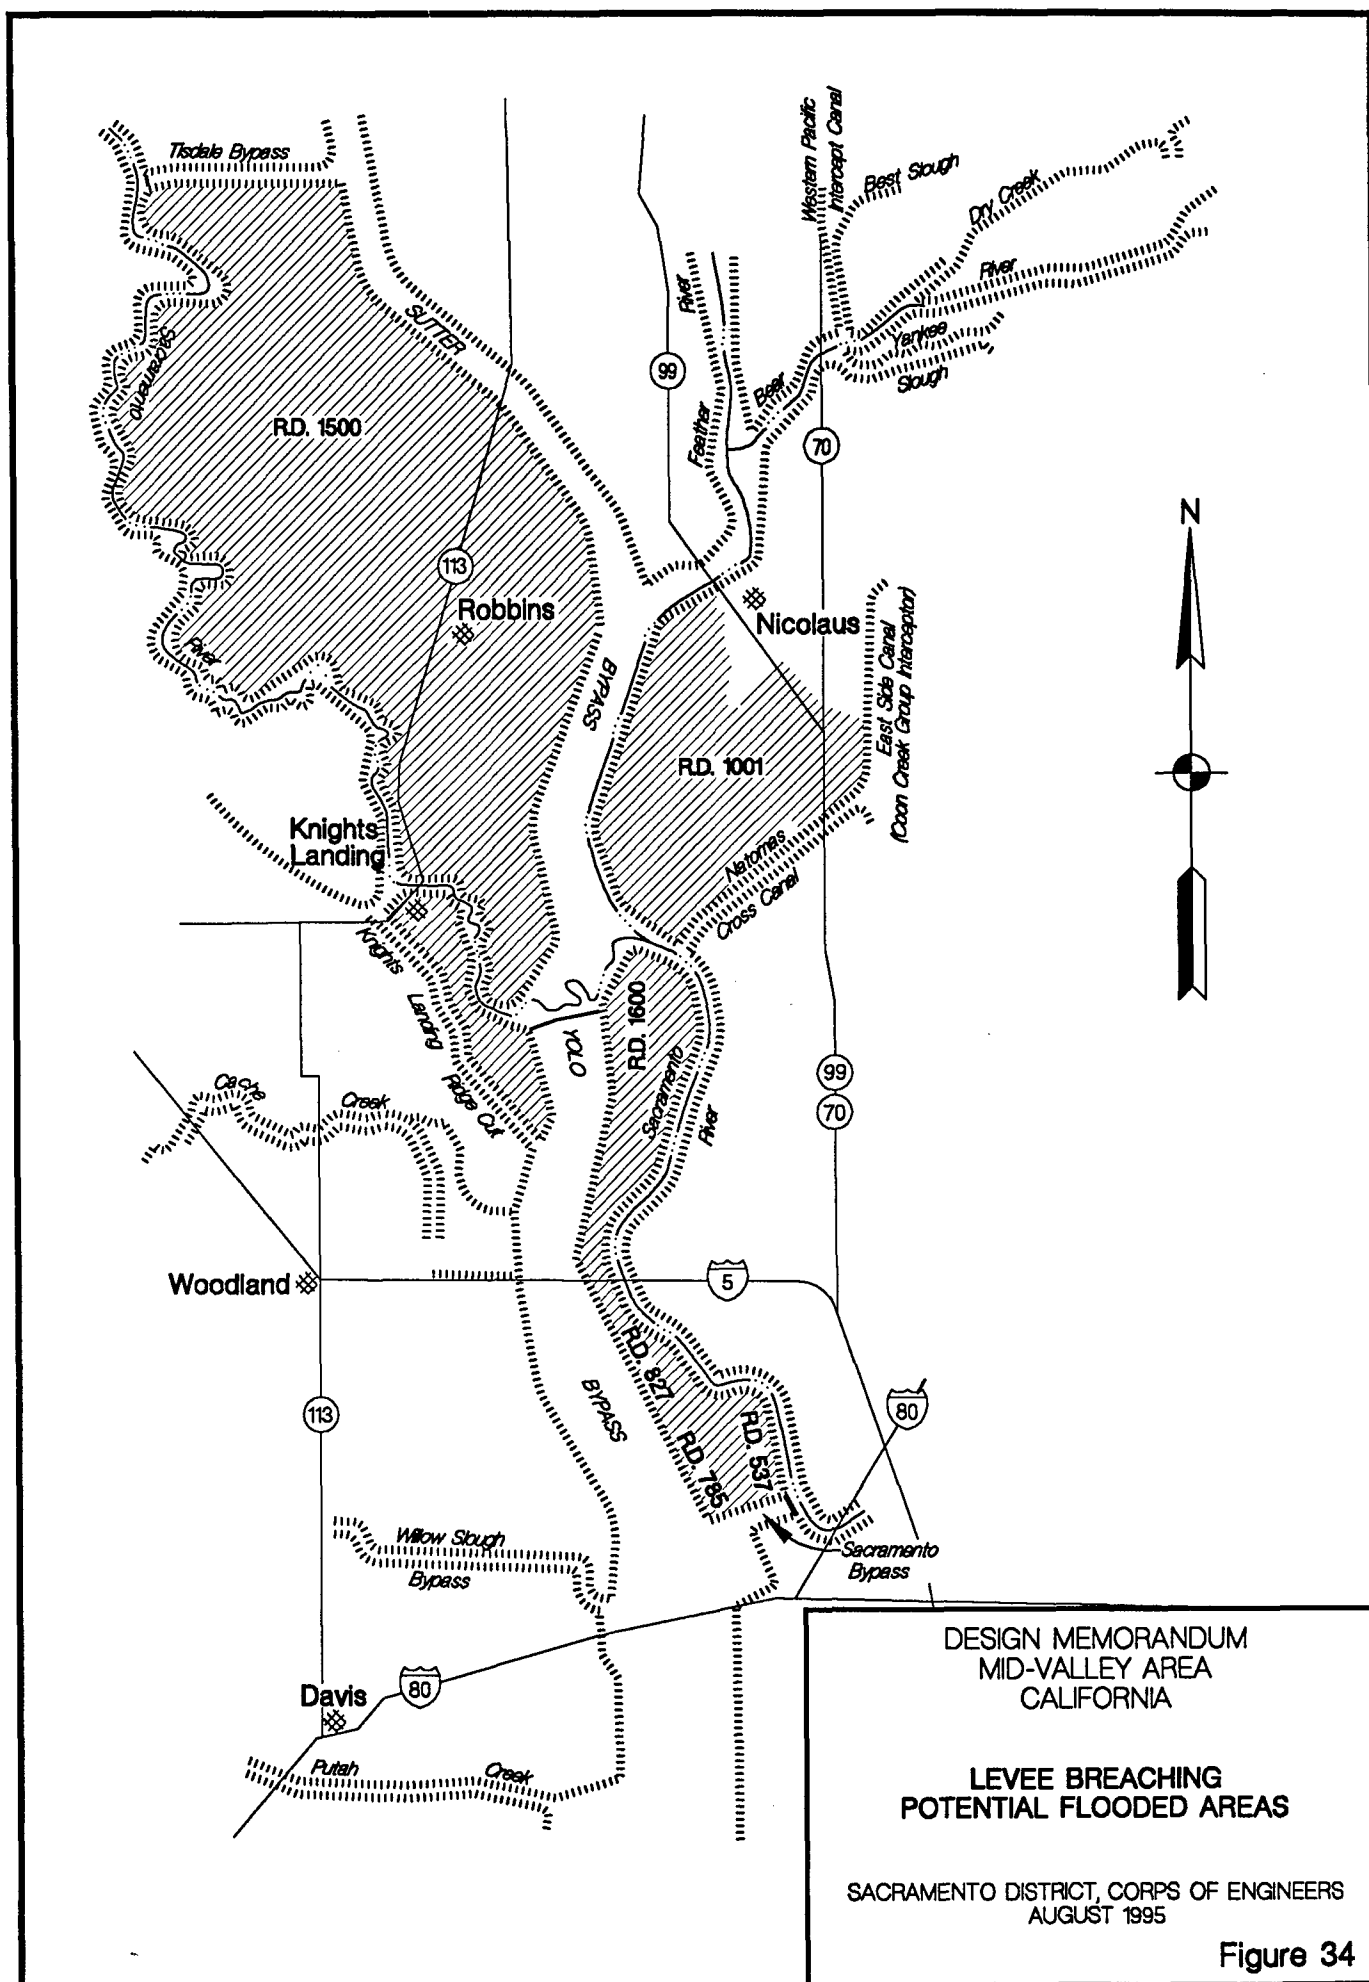 Tisdale Bypass
Western Pacific
Intercept Canal
Best Slough
Dry Creek
River
River
SUTTER
Sacramento
Yankee
Slough
99
Bear
R.D. 1500
Feather
70
N
113
Robbins
Nicolaus
East Side Canal
(Coon Creek Group Interceptor)
River
BYPASS
R.D. 1001
Knights
Landing
Natomas
Cross Canal
Knights
Landing
Ridge Cut
YOLO
R.D. 1600
Sacramento
River
99
70
Cache
Creek
Woodland
5
R.D. 827
BYPASS
113
80
R.D. 537
R.D. 785
Willow Slough
Bypass
Sacramento
Bypass
Davis
80
Putah
Creek
DESIGN MEMORANDUM
MID-VALLEY AREA
CALIFORNIA
LEVEE BREACHING
POTENTIAL FLOODED AREAS
SACRAMENTO DISTRICT, CORPS OF ENGINEERS
AUGUST 1995
Figure 34